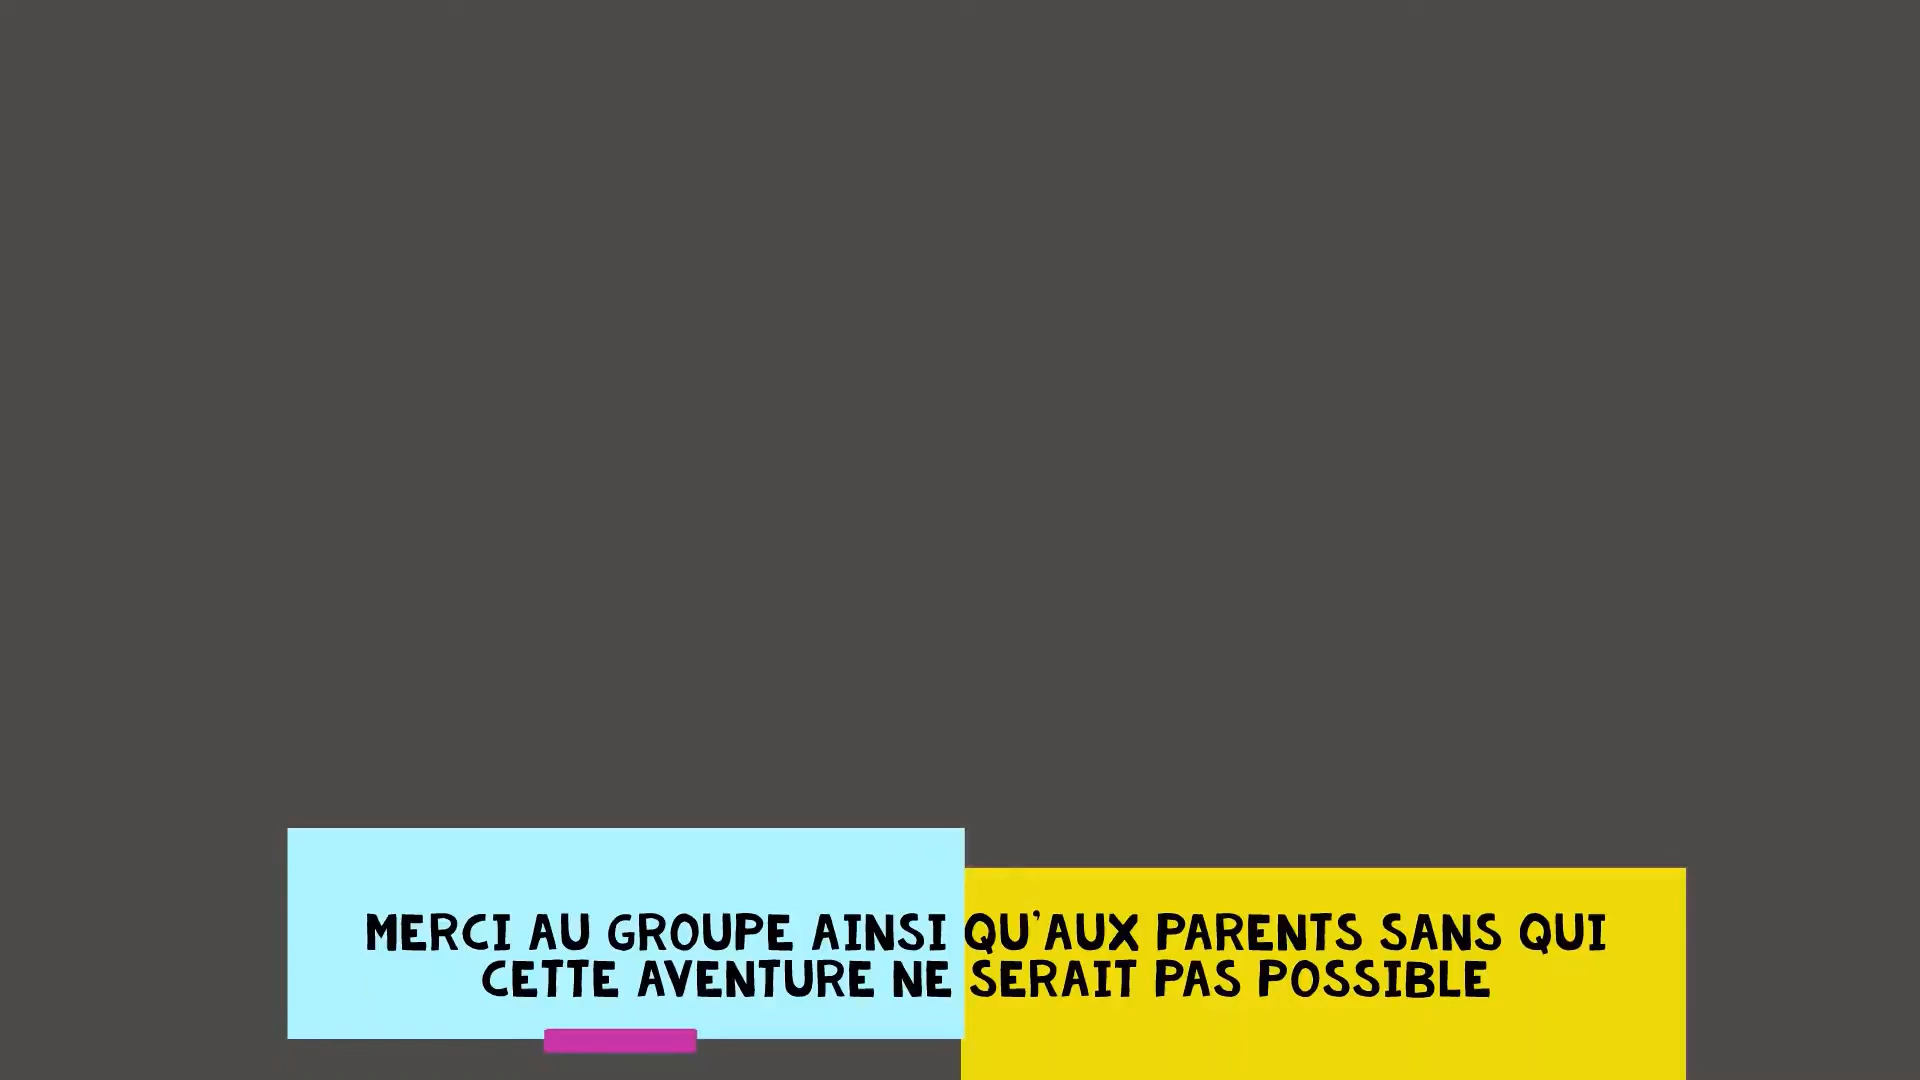 MERCI AU GROUPE AINSI QU'AUX PARENTS SANS QUI
CETTE AVENTURE NE SERAIT PAS POSSIBLE